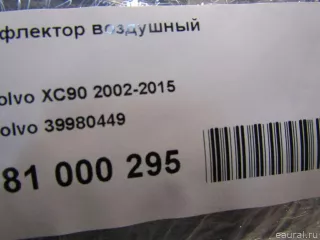 флектор воздушный
olvo XC90 2002-2015
olvo 39980449
81 000 295
eaural.ru